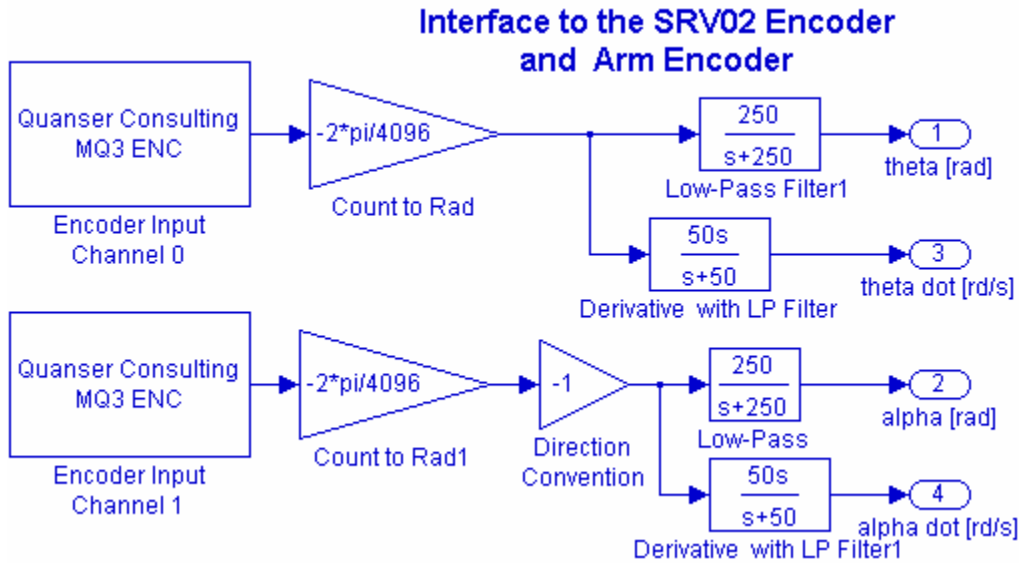 Interface to the SRV02 Encoder
and Arm Encoder
Quanser Consulting
MQ3 ENC
Encoder Input
Channel 0
-2*pi/4096
Count to Rad
250
s+250
Low-Pass Filter1
1
theta [rad]
50s
s+50
Derivative with LP Filter
3
theta dot [rd/s]
Quanser Consulting
MQ3 ENC
Encoder Input
Channel 1
-2*pi/4096
Count to Rad1
-1
Direction
Convention
250
s+250
Low-Pass
2
alpha [rad]
50s
s+50
Derivative with LP Filter1
4
alpha dot [rd/s]